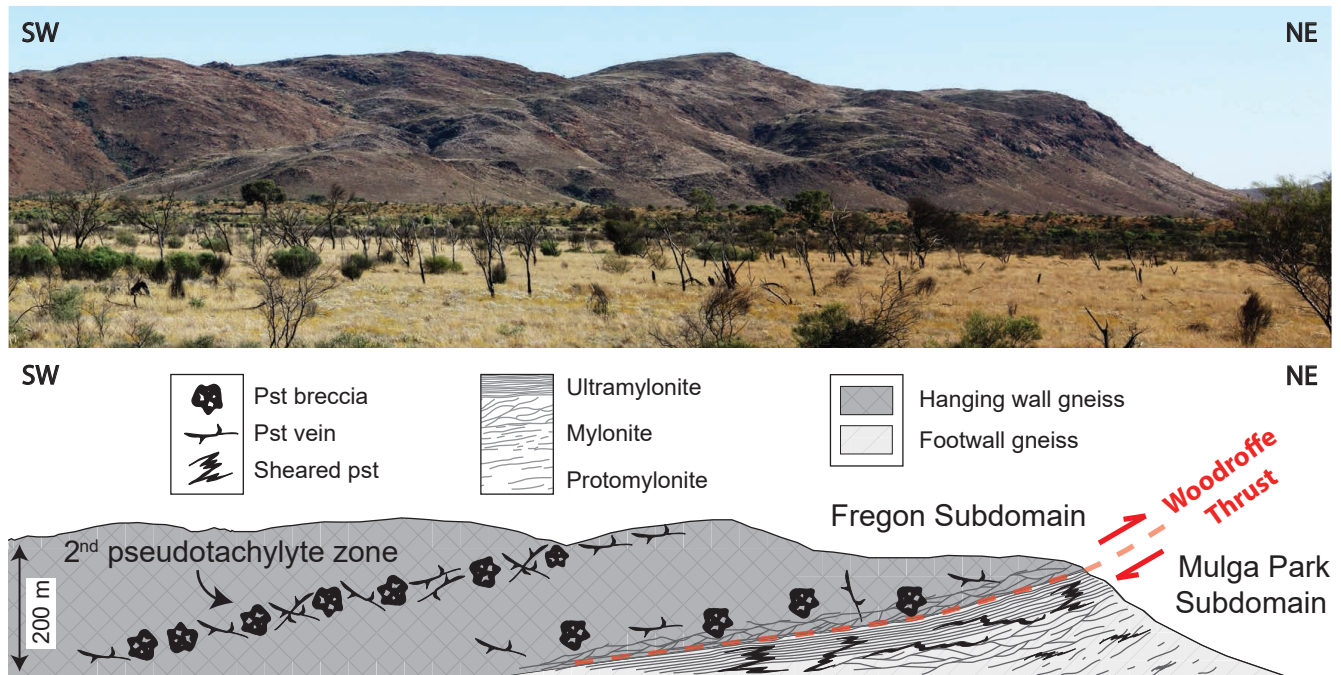 SW
NE
SW
NE
Pst breccia
Pst vein
Sheared pst
Ultramylonite
Mylonite
Protomylonite
Hanging wall gneiss
Footwall gneiss
Woodroffe
Thrust
Fregon Subdomain
Mulga Park
Subdomain
2nd pseudotachylyte zone
200 m